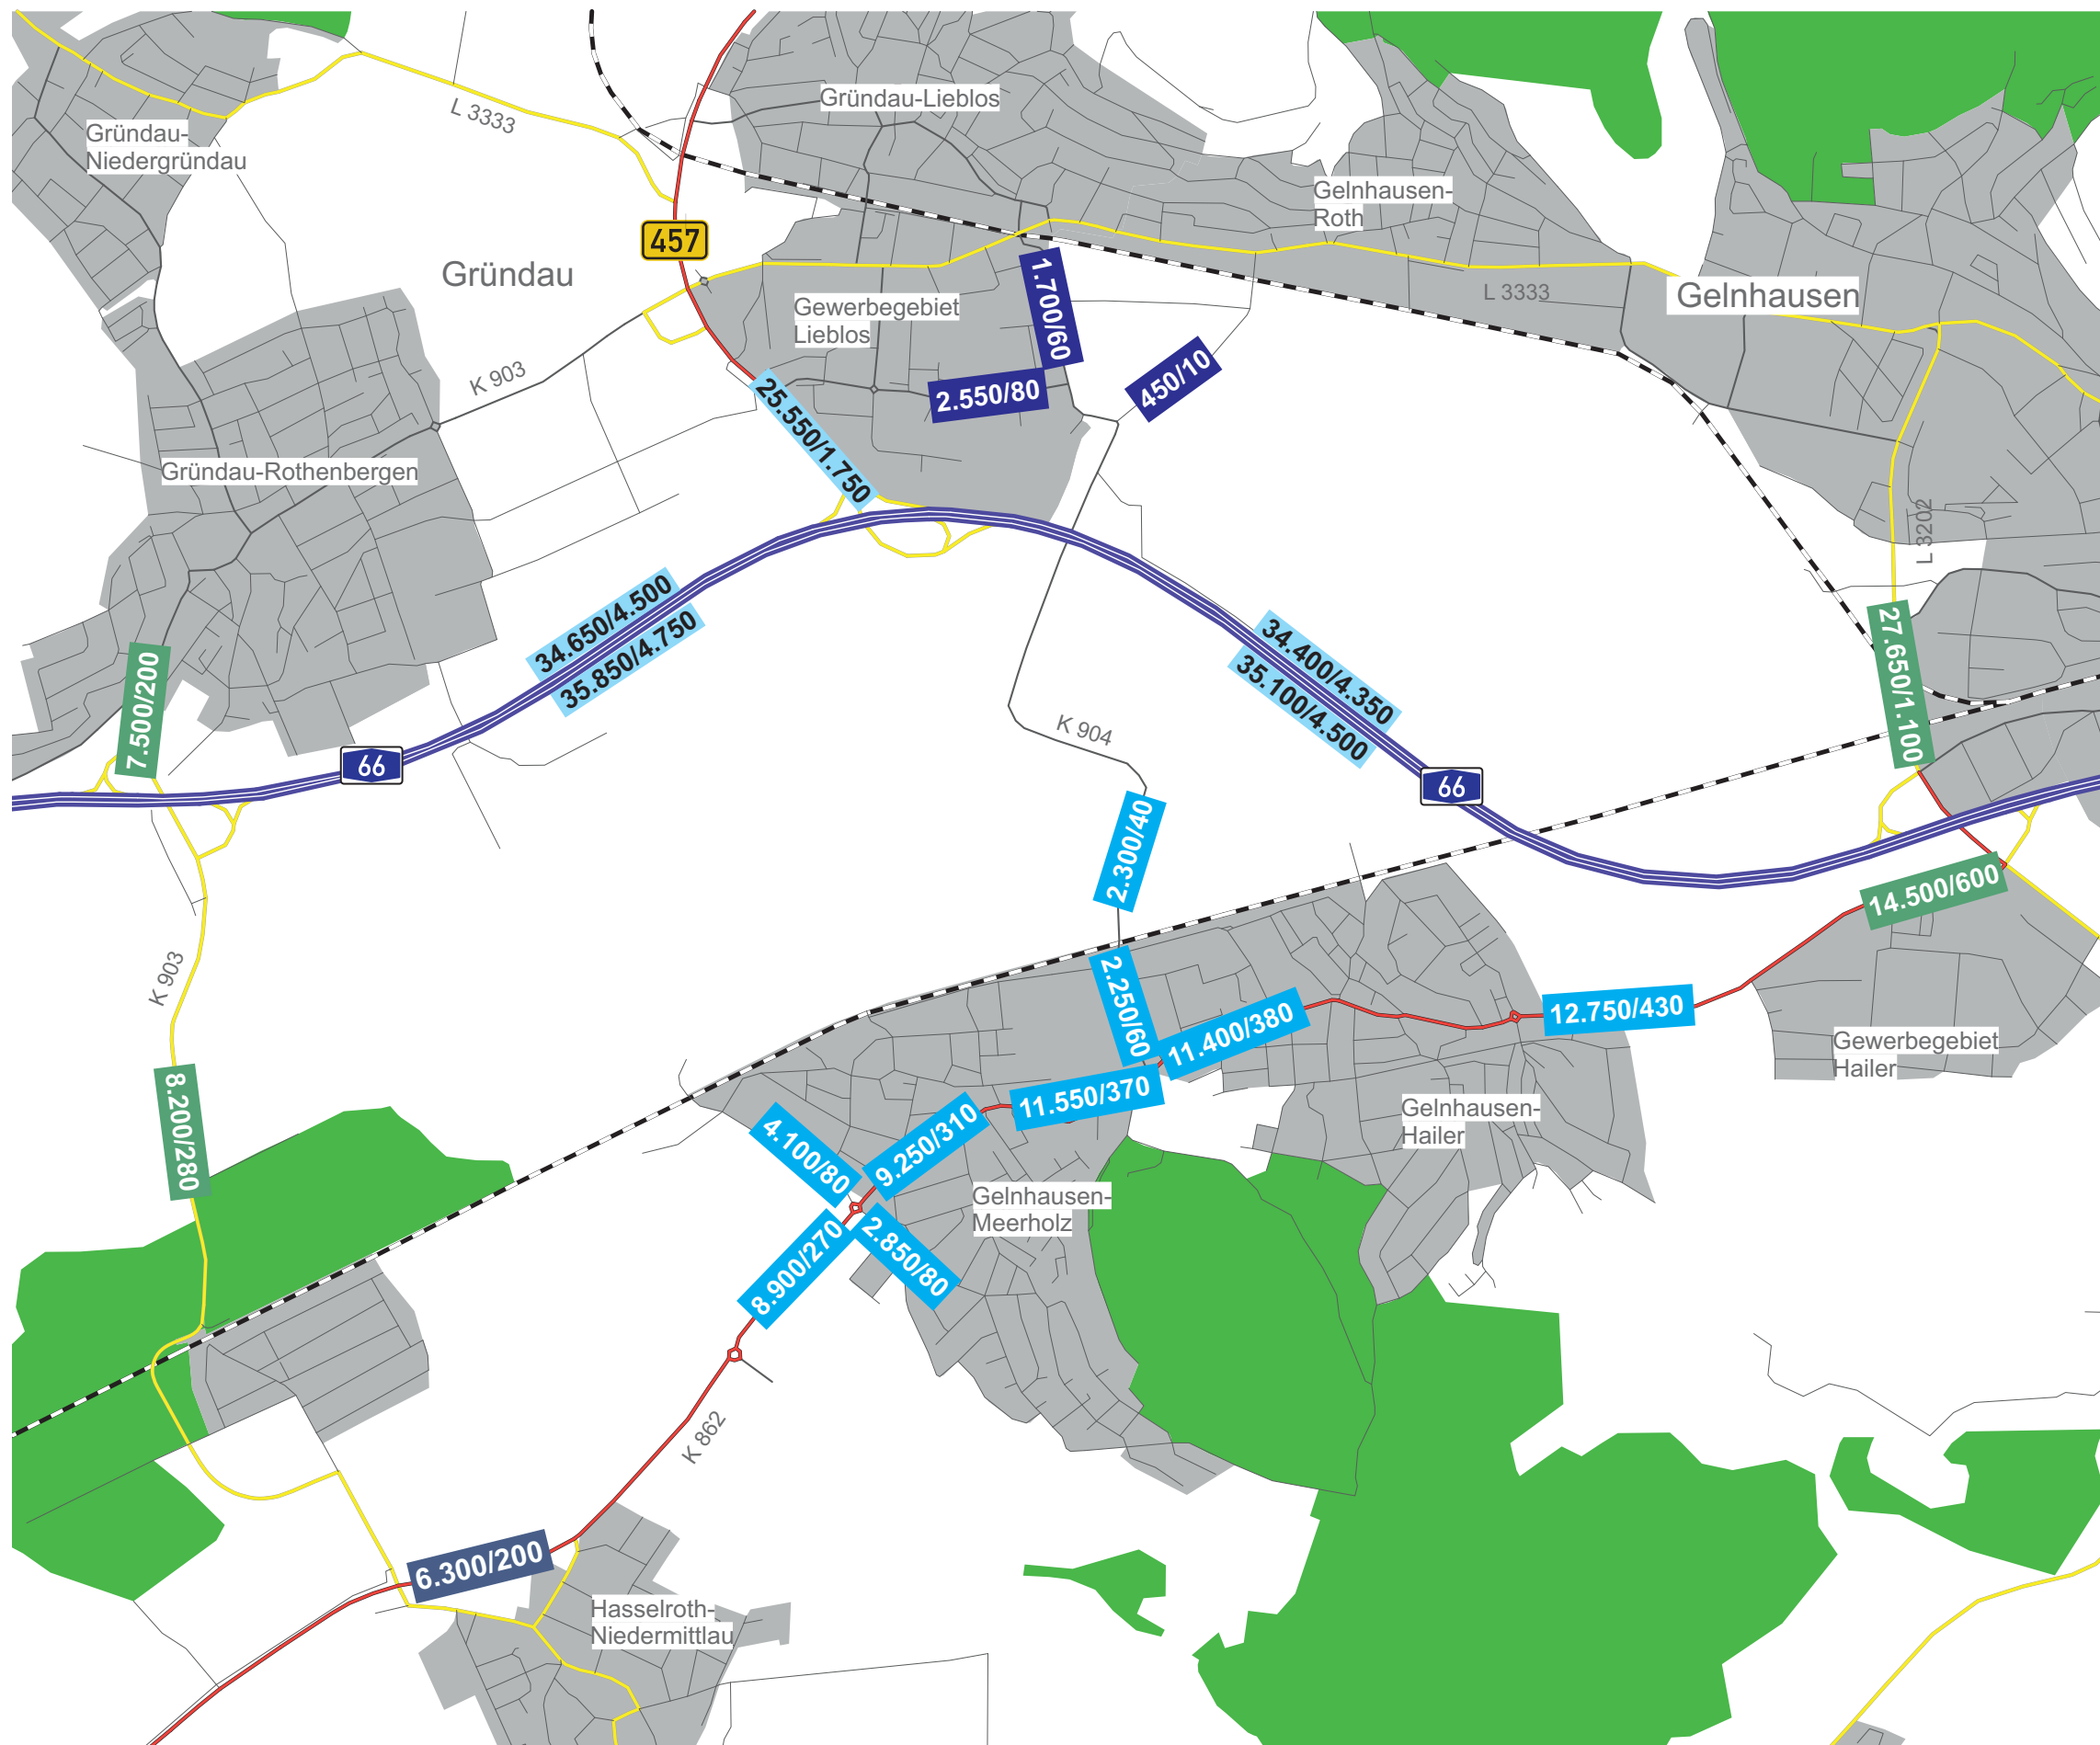 Gründau-Lieblos
L 3333
Gründau-
Niedergründau
Gelnhausen-
Roth
457
Gründau
1.700/60
L 3333
Gelnhausen
Gewerbegebiet
Lieblos
K 903
2.550/80
450/10
25.550/1.750
Gründau-Rothenbergen
L 3202
34.650/4.500
35.850/4.750
34.400/4.350
35.100/4.500
27.650/1.100
7.500/200
K 904
66
66
2.300/40
14.500/600
K 903
2.250/60
12.750/430
11.400/380
Gewerbegebiet
Hailer
11.550/370
8.200/280
4.100/80
9.250/310
Gelnhausen-
Hailer
Gelnhausen-
Meerholz
8.900/270
2.850/80
K 862
6.300/200
Hasselroth-
Niedermittlau